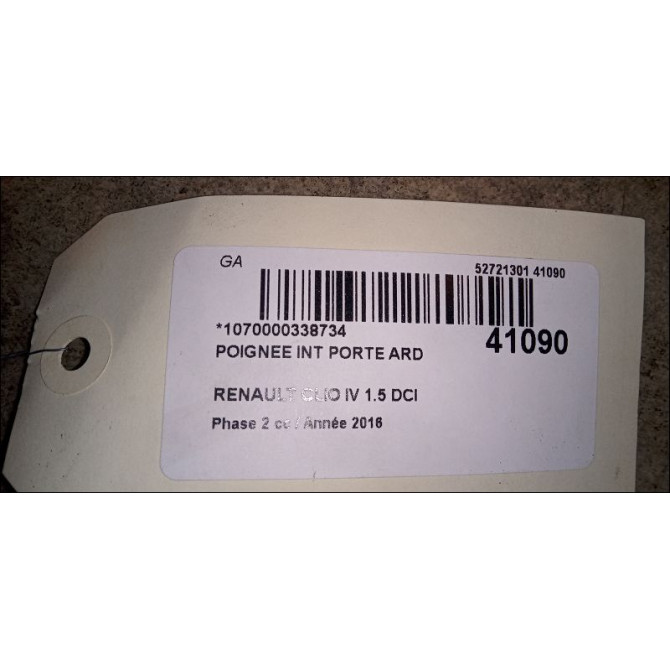 GA
52721301 41090
*1070000338734
41090
POIGNEE INT PORTE ARD
RENAULT CLIO IV 1.5 DCI
Phase 2 / Année 2016